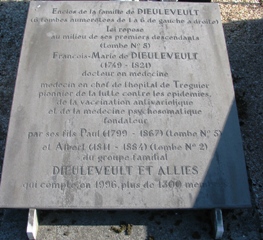 Enclos de la famille de DIEULEVEULT
(6 tombes numérotées de 1 à 6 de gauche à droite)
Ici repose
au milieu de ses premiers descendants
(tombe N° 5)
François-Marie de DIEULEVEULT
(1749 - 1821)
docteur en médecine
médecin en chef de l'hôpital de Tréguier
pionnier de la lutte contre les épidémies,
de la vaccination antivariolique
et de la médecine psychosomatique
fondateur
par ses fils Paul (1799 - 1867) (tombe N° 5)
et Albert (1811 - 1884) (tombe N° 2)
du groupe familial
DIEULEVEULT ET ALLIES
qui compte en 1996, plus de 1300 membres